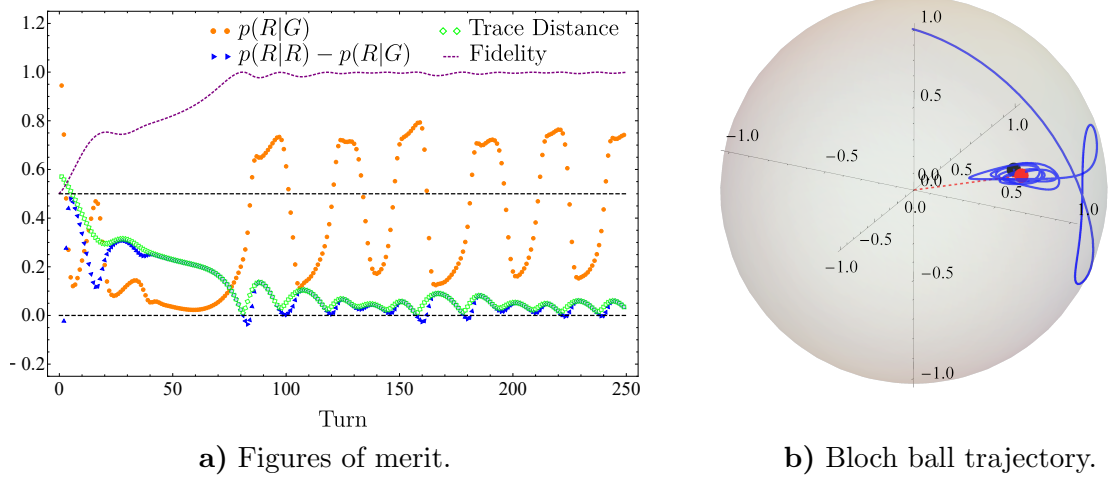 p(R|G)
p(R|R) − p(R|G)
Trace Distance
Fidelity
1.2
1.0
0.8
0.6
0.4
0.2
0.0
- 0.2
0 50 100 150 200 250
Turn
a) Figures of merit.
1.0
0.5
1.0
−1.0
−0.5
0.0
0.0
0.5
0.5
1.0
0.0
−0.5
−1.0
−0.5
−1.0
b) Bloch ball trajectory.